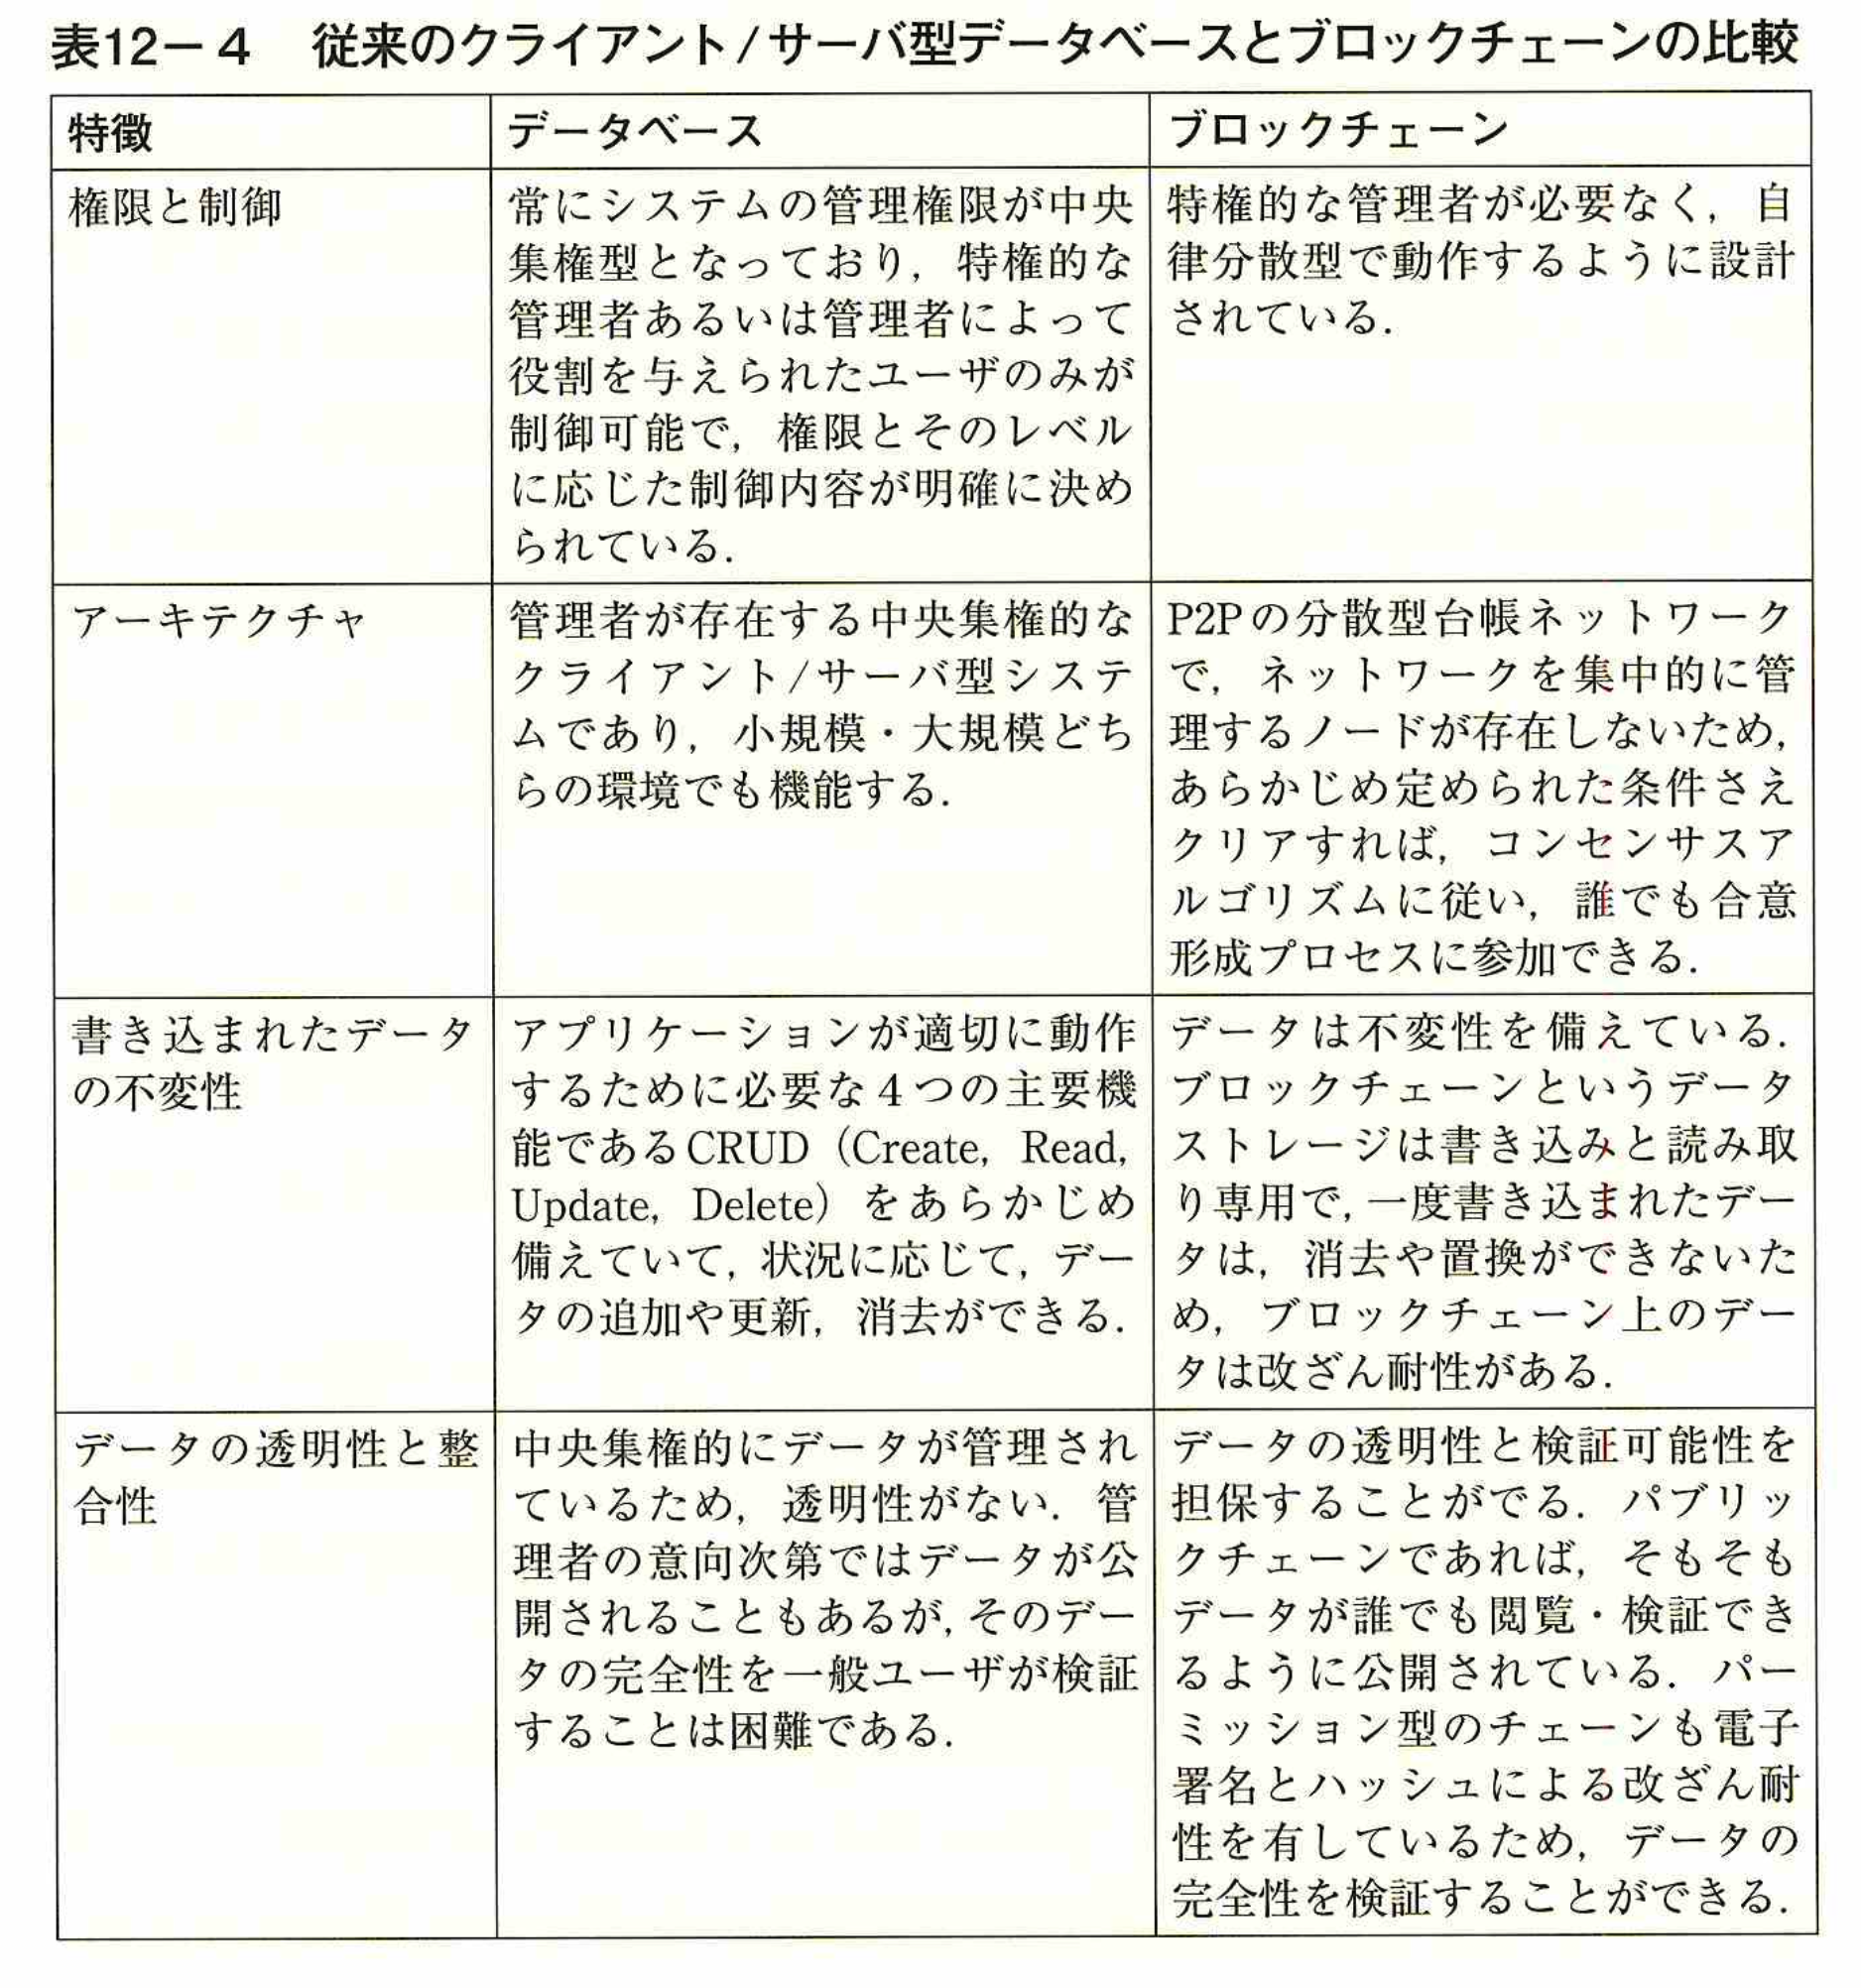 表12−4　従来のクライアント/サーバ型データベースとブロックチェーンの比較
特徴
データベース
ブロックチェーン
権限と制御
常にシステムの管理権限が中央
集権型となっており，特権的な
管理者あるいは管理者によって
役割を与えられたユーザのみが
制御可能で，権限とそのレベル
に応じた制御内容が明確に決め
られている．
特権的な管理者が必要なく，自
律分散型で動作するように設計
されている．
アーキテクチャ
管理者が存在する中央集権的な
クライアント/サーバ型システ
ムであり，小規模・大規模どち
らの環境でも機能する．
P2Pの分散型台帳ネットワーク
で，ネットワークを集中的に管
理するノードが存在しないため，
あらかじめ定められた条件さえ
クリアすれば，コンセンサスア
ルゴリズムに従い，誰でも合意
形成プロセスに参加できる．
書き込まれたデータ
の不変性
アプリケーションが適切に動作
するために必要な４つの主要機
能であるCRUD（Create，Read，
Update，Delete）をあらかじめ
備えていて，状況に応じて，デー
タの追加や更新，消去ができる．
データは不変性を備えている．
ブロックチェーンというデータ
ストレージは書き込みと読み取
り専用で，一度書き込まれたデー
タは，消去や置換ができないた
め，ブロックチェーン上のデー
タは改ざん耐性がある．
データの透明性と整
合性
中央集権的にデータが管理され
ているため，透明性がない．管
理者の意向次第ではデータが公
開されることもあるが，そのデー
タの完全性を一般ユーザが検証
することは困難である．
データの透明性と検証可能性を
担保することがでる．パブリッ
クチェーンであれば，そもそも
データが誰でも閲覧・検証でき
るように公開されている．パー
ミッション型のチェーンも電子
署名とハッシュによる改ざん耐
性を有しているため，データの
完全性を検証することができる．